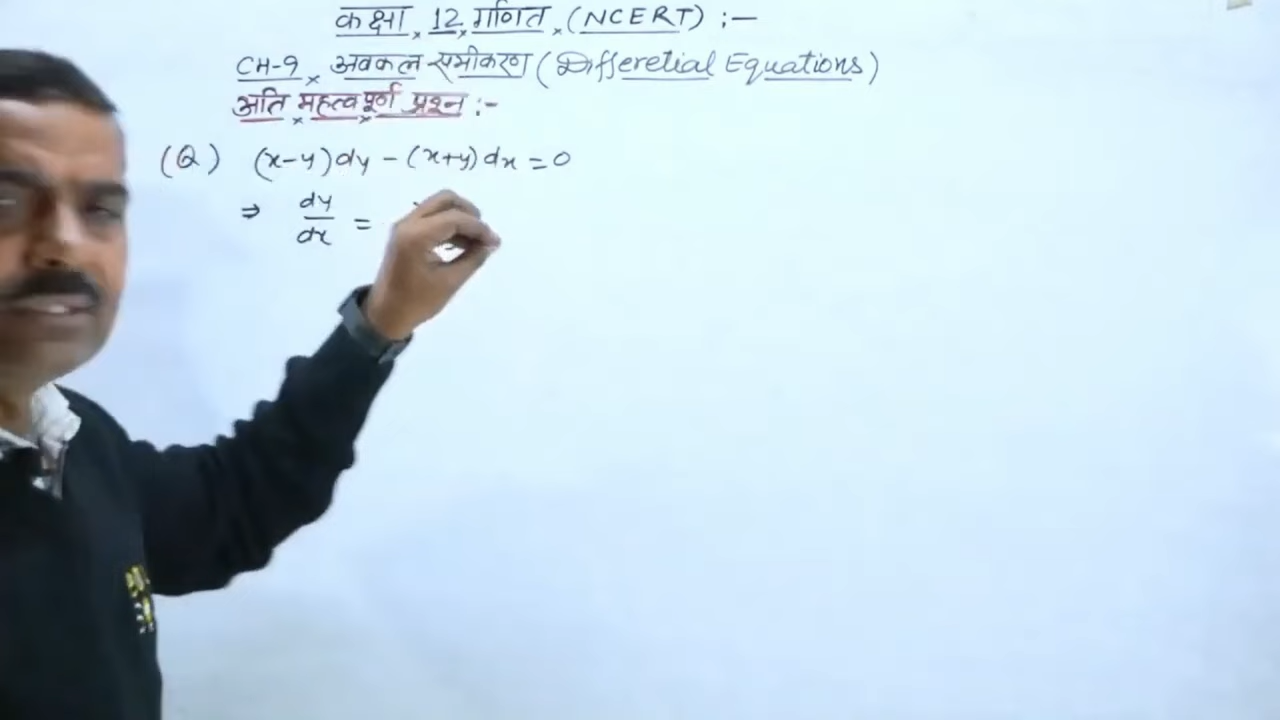 कक्षा 12 गणित (NCERT) :-
CH-9 अवकल समीकरण (Differetial Equations)
अति महत्वपूर्ण प्रश्न :-
(Q) (x-y)dy - (x+y)dx = 0
⇒ dy/dx =